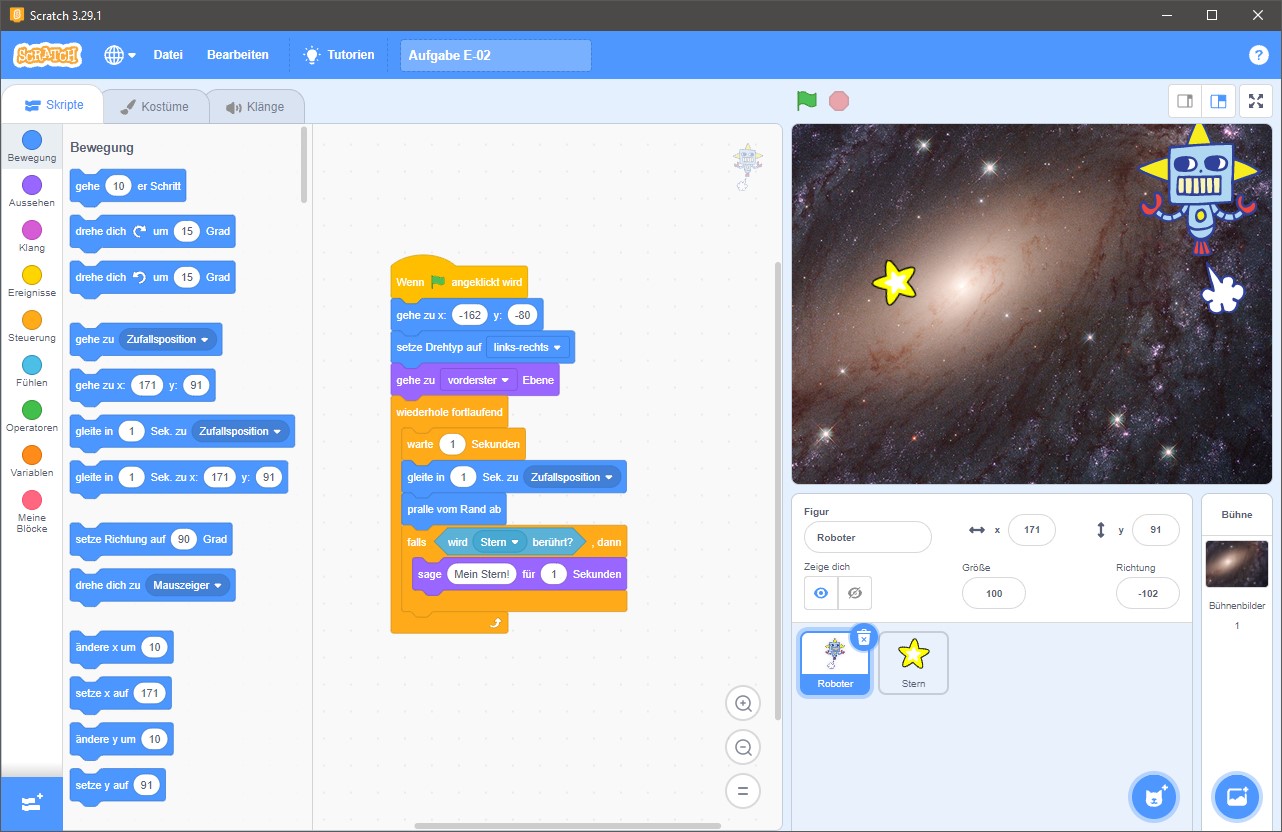 Scratch 3.29.1
SCRATCH
Datei
Bearbeiten
Tutorien
Aufgabe E-02
?
Skripte
Kostüme
Klänge
Bewegung
Aussehen
Klang
Ereignisse
Steuerung
Fühlen
Operatoren
Variablen
Meine
Blöcke
Bewegung
gehe 10 er Schritt
drehe dich um 15 Grad
drehe dich um 15 Grad
gehe zu Zufallsposition
gehe zu x: 171 y: 91
gleite in 1 Sek. zu Zufallsposition
gleite in 1 Sek. zu x: 171 y: 91
setze Richtung auf 90 Grad
drehe dich zu Mauszeiger
ändere x um 10
setze x auf 171
ändere y um 10
setze y auf 91
Wenn angeklickt wird
gehe zu x: -162 y: -80
setze Drehtyp auf links-rechts
gehe zu vorderster Ebene
wiederhole fortlaufend
warte 1 Sekunden
gleite in 1 Sek. zu Zufallsposition
pralle vom Rand ab
falls wird Stern berührt? , dann
sage Mein Stern! für 1 Sekunden
Figur
Roboter
x 171
y 91
Zeige dich
Größe
100
Richtung
-102
Roboter
Stern
Bühne
Bühnenbilder
1